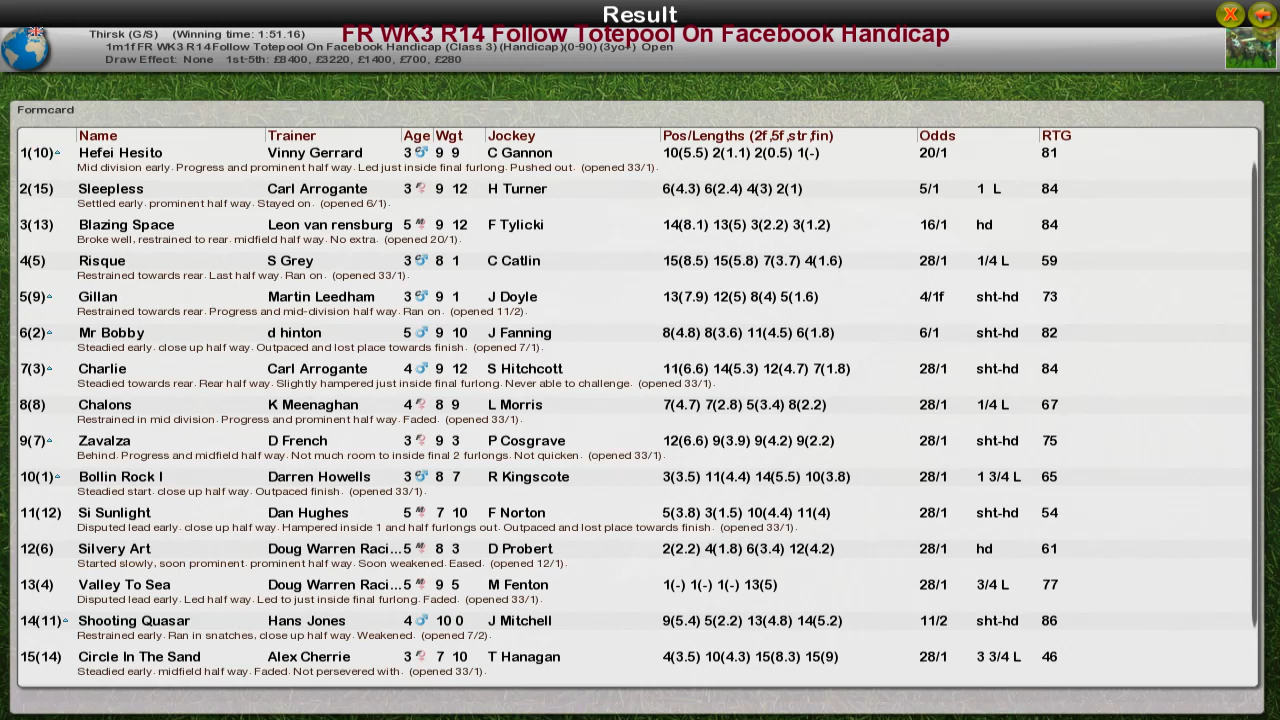 Result
FR WK3 R14 Follow Totepool On Facebook Handicap
Thirsk (G/S) (Winning time: 1:51.16)
1m1f FR WK3 R14 Follow Totepool On Facebook Handicap (Class 3) (Handicap)(0-90) (3yo+) Open
Draw Effect: None 1st-5th: £8400, £3220, £1400, £700, £280
Formcard
Name Trainer Age Wgt Jockey Pos/Lengths (2f,5f,str,fin) Odds RTG
1(10) Hefei Hesito Vinny Gerrard 3 9 9 C Gannon 10(5.5) 2(1.1) 2(0.5) 1(-) 20/1 81
Mid division early. Progress and prominent half way. Led just inside final furlong. Pushed out. (opened 33/1).
2(15) Sleepless Carl Arrogante 3 9 12 H Turner 6(4.3) 6(2.4) 4(3) 2(1) 5/1 1 L 84
Settled early. prominent half way. Stayed on. (opened 6/1).
3(13) Blazing Space Leon van rensburg 5 9 12 F Tylicki 14(8.1) 13(5) 3(2.2) 3(1.2) 16/1 hd 84
Broke well, restrained to rear. midfield half way. No extra. (opened 20/1).
4(5) Risque S Grey 3 8 1 C Catlin 15(8.5) 15(5.8) 7(3.7) 4(1.6) 28/1 1/4 L 59
Restrained towards rear. Last half way. Ran on. (opened 33/1).
5(9) Gillan Martin Leedham 3 9 1 J Doyle 13(7.9) 12(5) 8(4) 5(1.6) 4/1f sht-hd 73
Restrained towards rear. Progress and mid-division half way. Ran on. (opened 11/2).
6(2) Mr Bobby d hinton 5 9 10 J Fanning 8(4.8) 8(3.6) 11(4.5) 6(1.8) 6/1 sht-hd 82
Steadied early. close up half way. Outpaced and lost place towards finish. (opened 7/1).
7(3) Charlie Carl Arrogante 4 9 12 S Hitchcott 11(6.6) 14(5.3) 12(4.7) 7(1.8) 28/1 sht-hd 84
Steadied towards rear. Rear half way. Slightly hampered just inside final furlong. Never able to challenge. (opened 33/1).
8(8) Chalons K Meenaghan 4 8 9 L Morris 7(4.7) 7(2.8) 5(3.4) 8(2.2) 28/1 1/4 L 67
Restrained in mid division. Progress and prominent half way. Faded. (opened 33/1).
9(7) Zavalza D French 3 9 3 P Cosgrave 12(6.6) 9(3.9) 9(4.2) 9(2.2) 28/1 sht-hd 75
Behind. Progress and midfield half way. Not much room to inside final 2 furlongs. Not quicken. (opened 33/1).
10(1) Bollin Rock I Darren Howells 3 8 7 R Kingscote 3(3.5) 11(4.4) 14(5.5) 10(3.8) 28/1 1 3/4 L 65
Steadied start. close up half way. Outpaced finish. (opened 33/1).
11(12) Si Sunlight Dan Hughes 5 7 10 F Norton 5(3.8) 3(1.5) 10(4.4) 11(4) 28/1 sht-hd 54
Disputed lead early. close up half way. Hampered inside 1 and half furlongs out. Outpaced and lost place towards finish. (opened 33/1).
12(6) Silvery Art Doug Warren Raci... 5 8 3 D Probert 2(2.2) 4(1.8) 6(3.4) 12(4.2) 28/1 hd 61
Started slowly, soon prominent. prominent half way. Soon weakened. Eased. (opened 12/1).
13(4) Valley To Sea Doug Warren Raci... 5 9 5 M Fenton 1(-) 1(-) 1(-) 13(5) 28/1 3/4 L 77
Disputed lead early. Led half way. Led to just inside final furlong. Faded. (opened 33/1).
14(11) Shooting Quasar Hans Jones 4 10 0 J Mitchell 9(5.4) 5(2.2) 13(4.8) 14(5.2) 11/2 sht-hd 86
Restrained early. Ran in snatches, close up half way. Weakened. (opened 7/2).
15(14) Circle In The Sand Alex Cherrie 3 7 10 T Hanagan 4(3.5) 10(4.3) 15(8.3) 15(9) 28/1 3 3/4 L 46
Steadied early. midfield half way. Faded. Not persevered with. (opened 33/1).